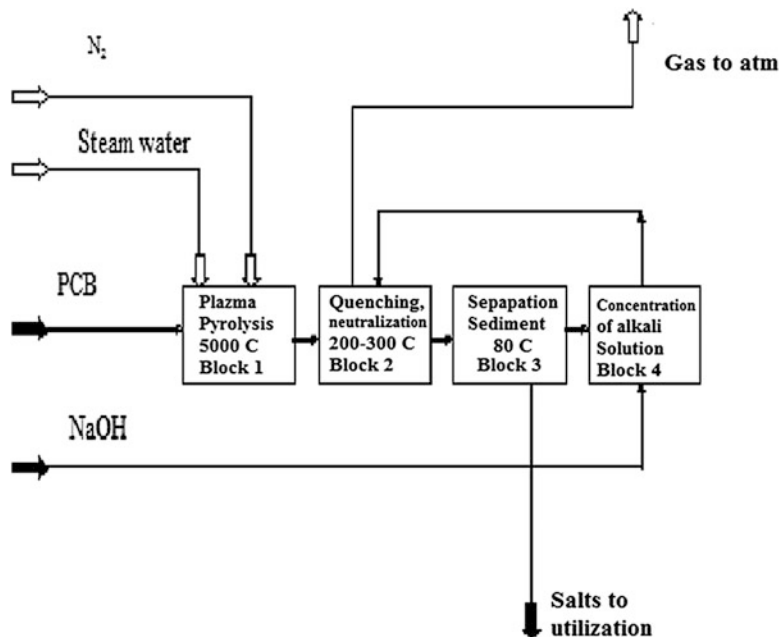 N₂
Gas to atm
Steam water
PCB
Plasma
Pyrolysis
5000 C
Block 1
Quenching,
neutralization
200-300 C
Block 2
Sepapation
Sediment
80 C
Block 3
Concentration
of alkali
Solution
Block 4
NaOH
Salts to
utilization